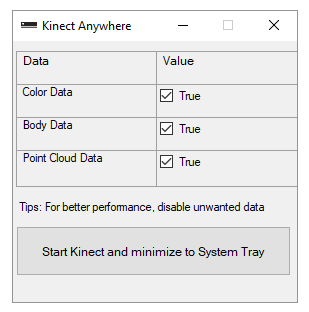 Kinect Anywhere
Data Value
Color Data True
Body Data True
Point Cloud Data True
Tips: For better performance, disable unwanted data
Start Kinect and minimize to System Tray